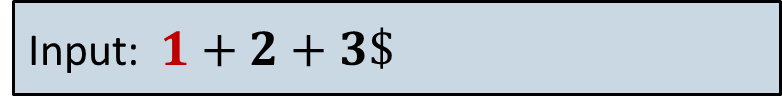 Input: 1 + 2 + 3$